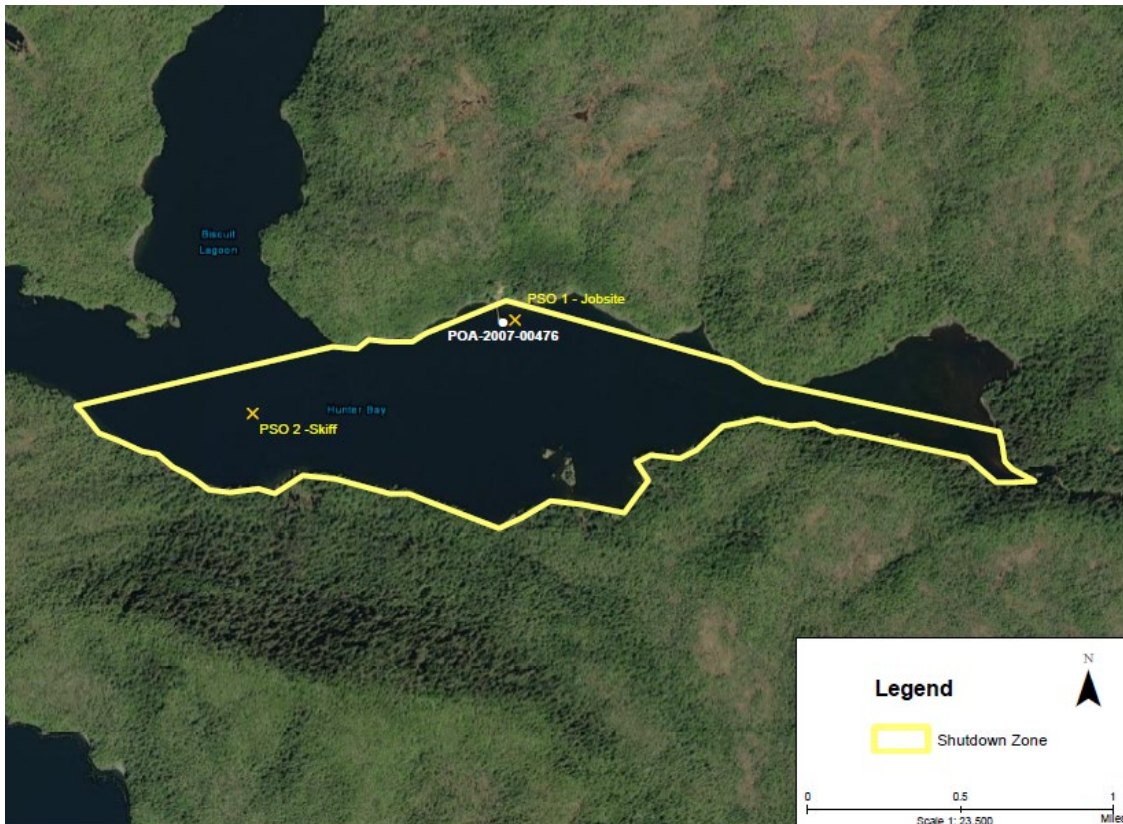 Biscuit
Lagoon
PSO 1 - Jobsite
POA-2007-00476
Hunter Bay
PSO 2 -Skiff
N
Legend
Shutdown Zone
0 0.5 1
Scale 1: 23,500 Miles